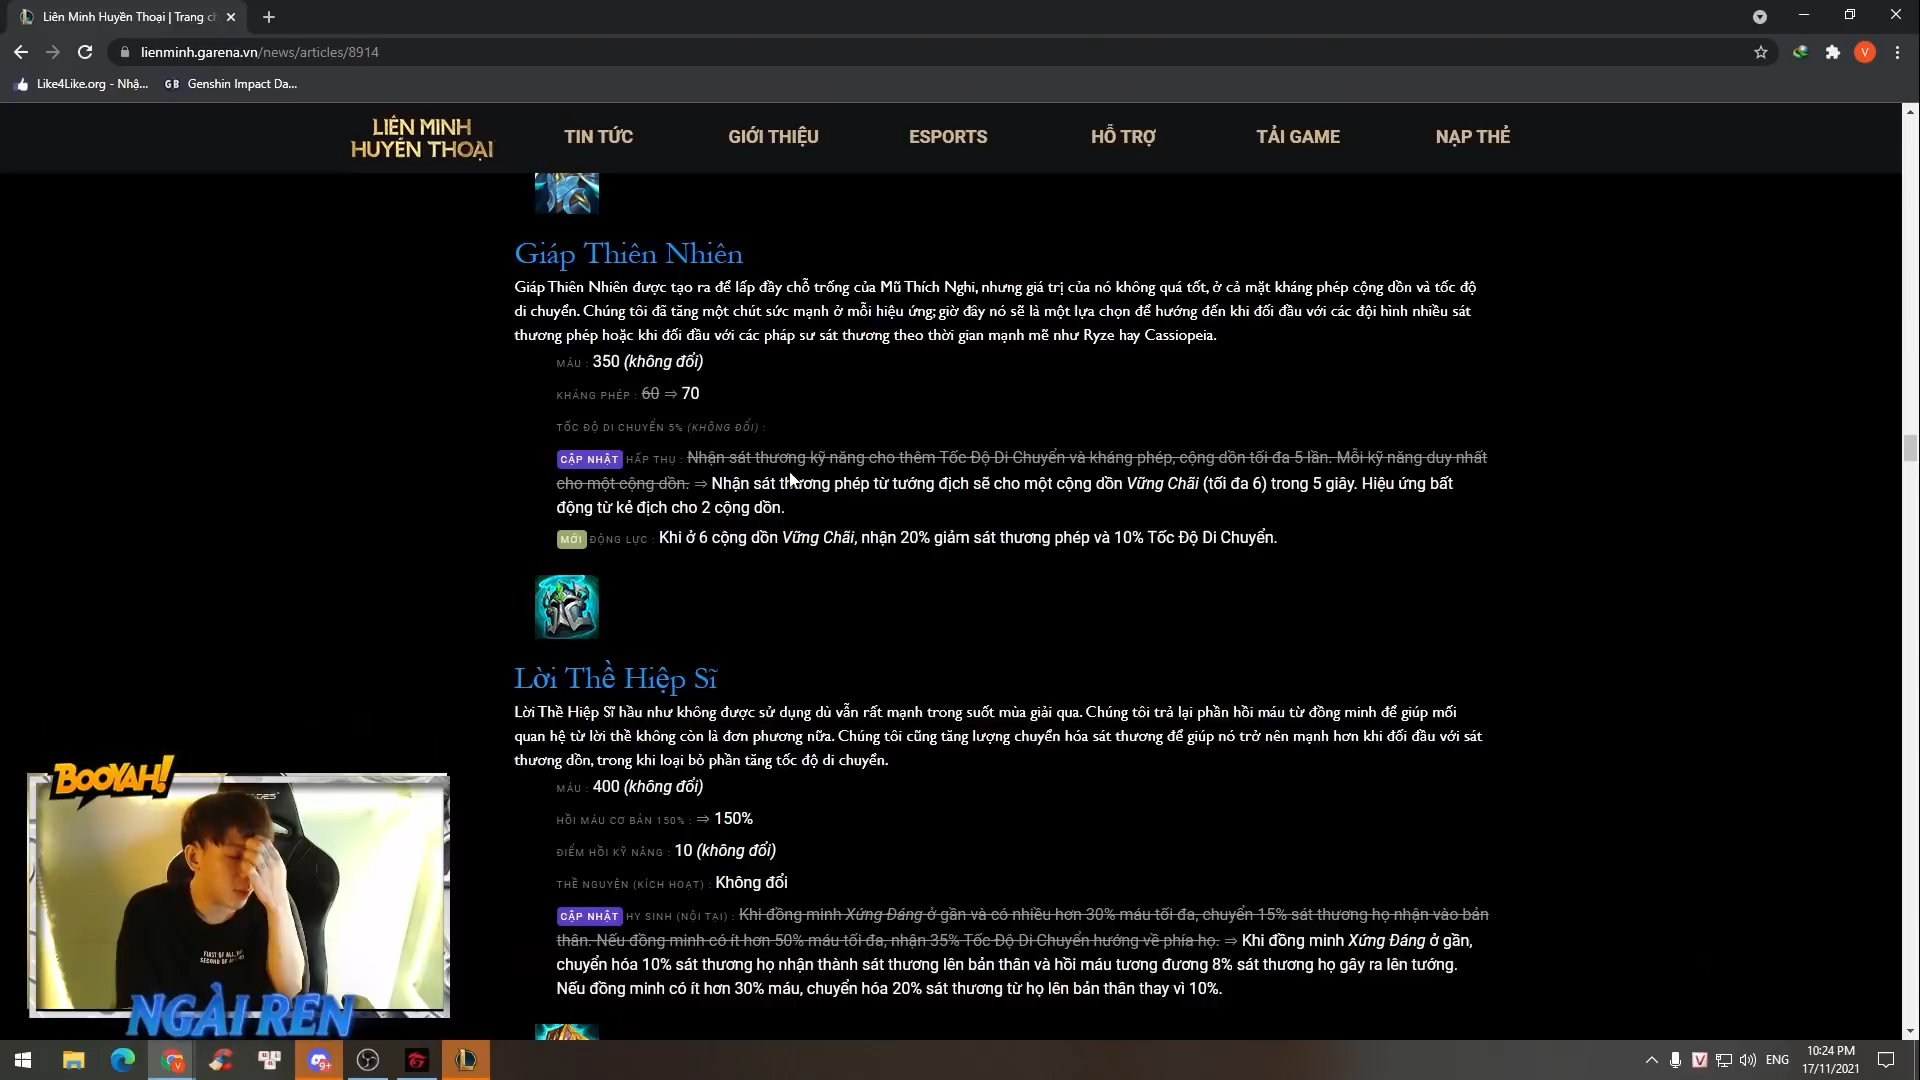 Liên Minh Huyền Thoại | Trang ch
lienminh.garena.vn/news/articles/8914
V
Like4Like.org - Nhậ...
GB Genshin Impact Da...
LIÊN MINH
HUYỀN THOẠI
TIN TỨC
GIỚI THIỆU
ESPORTS
HỖ TRỢ
TẢI GAME
NẠP THẺ
Giáp Thiên Nhiên
Giáp Thiên Nhiên được tạo ra để lấp đầy chỗ trống của Mũ Thích Nghi, nhưng giá trị của nó không quá tốt, ở cả mặt kháng phép cộng dồn và tốc độ
di chuyển. Chúng tôi đã tăng một chút sức mạnh ở mỗi hiệu ứng; giờ đây nó sẽ là một lựa chọn để hướng đến khi đối đầu với các đội hình nhiều sát
thương phép hoặc khi đối đầu với các pháp sư sát thương theo thời gian mạnh mẽ như Ryze hay Cassiopeia.
MÁU : 350 (không đổi)
KHÁNG PHÉP : 60 ⇒ 70
TỐC ĐỘ DI CHUYỂN 5% (KHÔNG ĐỔI) :
CẬP NHẬT HẤP THỤ : Nhận sát thương kỹ năng cho thêm Tốc Độ Di Chuyển và kháng phép, cộng dồn tối đa 5 lần. Mỗi kỹ năng duy nhất
cho một cộng dồn. ⇒ Nhận sát thương phép từ tướng địch sẽ cho một cộng dồn Vững Chãi (tối đa 6) trong 5 giây. Hiệu ứng bất
động từ kẻ địch cho 2 cộng dồn.
MỚI ĐỘNG LỰC : Khi ở 6 cộng dồn Vững Chãi, nhận 20% giảm sát thương phép và 10% Tốc Độ Di Chuyển.
Lời Thề Hiệp Sĩ
Lời Thề Hiệp Sĩ hầu như không được sử dụng dù vẫn rất mạnh trong suốt mùa giải qua. Chúng tôi trả lại phần hồi máu từ đồng minh để giúp mối
quan hệ từ lời thề không còn là đơn phương nữa. Chúng tôi cũng tăng lượng chuyển hóa sát thương để giúp nó trở nên mạnh hơn khi đối đầu với sát
thương dồn, trong khi loại bỏ phần tăng tốc độ di chuyển.
MÁU : 400 (không đổi)
HỒI MÁU CƠ BẢN 150% : ⇒ 150%
ĐIỂM HỒI KỸ NĂNG : 10 (không đổi)
THỀ NGUYỆN (KÍCH HOẠT) : Không đổi
CẬP NHẬT HY SINH (NỘI TẠI) : Khi đồng minh Xứng Đáng ở gần và có nhiều hơn 30% máu tối đa, chuyển 15% sát thương họ nhận vào bản
thân. Nếu đồng minh có ít hơn 50% máu tối đa, nhận 35% Tốc Độ Di Chuyển hướng về phía họ. ⇒ Khi đồng minh Xứng Đáng ở gần,
chuyển hóa 10% sát thương họ nhận thành sát thương lên bản thân và hồi máu tương đương 8% sát thương họ gây ra lên tướng.
Nếu đồng minh có ít hơn 30% máu, chuyển hóa 20% sát thương từ họ lên bản thân thay vì 10%.
BOOYAH!
FIRST OF ALL,
NGÀI REN
9+
V
ENG
10:24 PM
17/11/2021